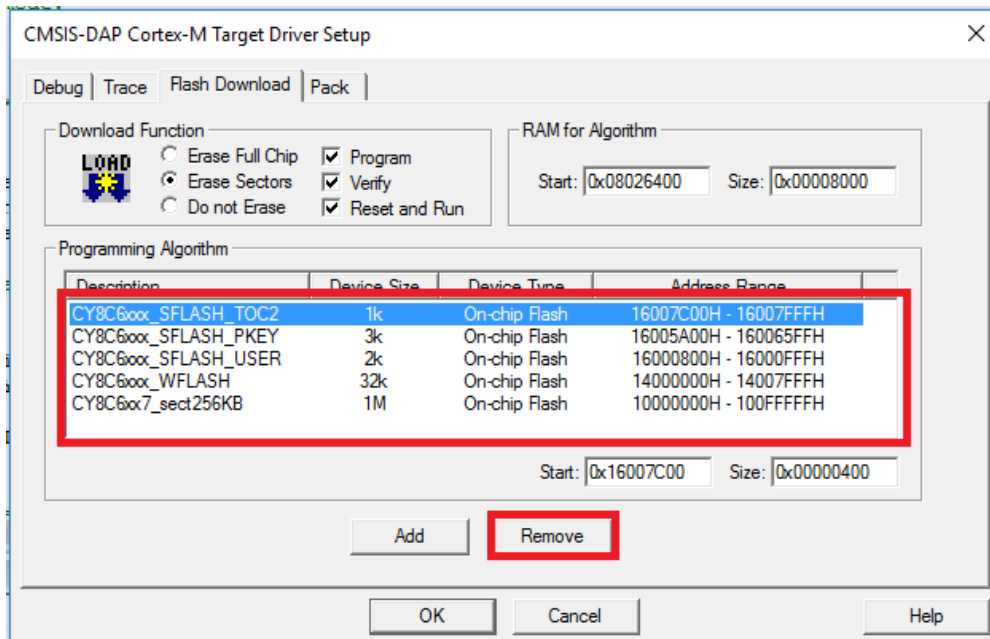 CMSIS-DAP Cortex-M Target Driver Setup
Debug Trace Flash Download Pack
Download Function
LOAD
Erase Full Chip
Erase Sectors
Do not Erase
Program
Verify
Reset and Run
RAM for Algorithm
Start: 0x08026400 Size: 0x00008000
Programming Algorithm
Description Device Size Device Type Address Range
CY8C6xxx_SFLASH_TOC2 1k On-chip Flash 16007C00H - 16007FFFH
CY8C6xxx_SFLASH_PKEY 3k On-chip Flash 16005A00H - 160065FFH
CY8C6xxx_SFLASH_USER 2k On-chip Flash 16000800H - 16000FFFH
CY8C6xxx_WFLASH 32k On-chip Flash 14000000H - 14007FFFH
CY8C6xx7_sect256KB 1M On-chip Flash 10000000H - 100FFFFFH
Start: 0x16007C00 Size: 0x00000400
Add Remove
OK Cancel Help